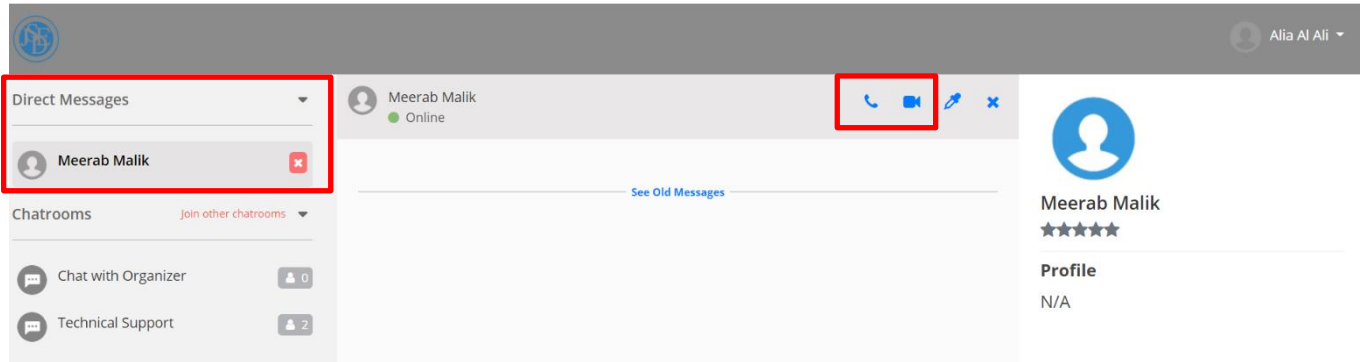 Alia Al Ali
Direct Messages
Meerab Malik
Chatrooms
Join other chatrooms
Chat with Organizer
0
Technical Support
2
Meerab Malik
Online
See Old Messages
Meerab Malik
Profile
N/A